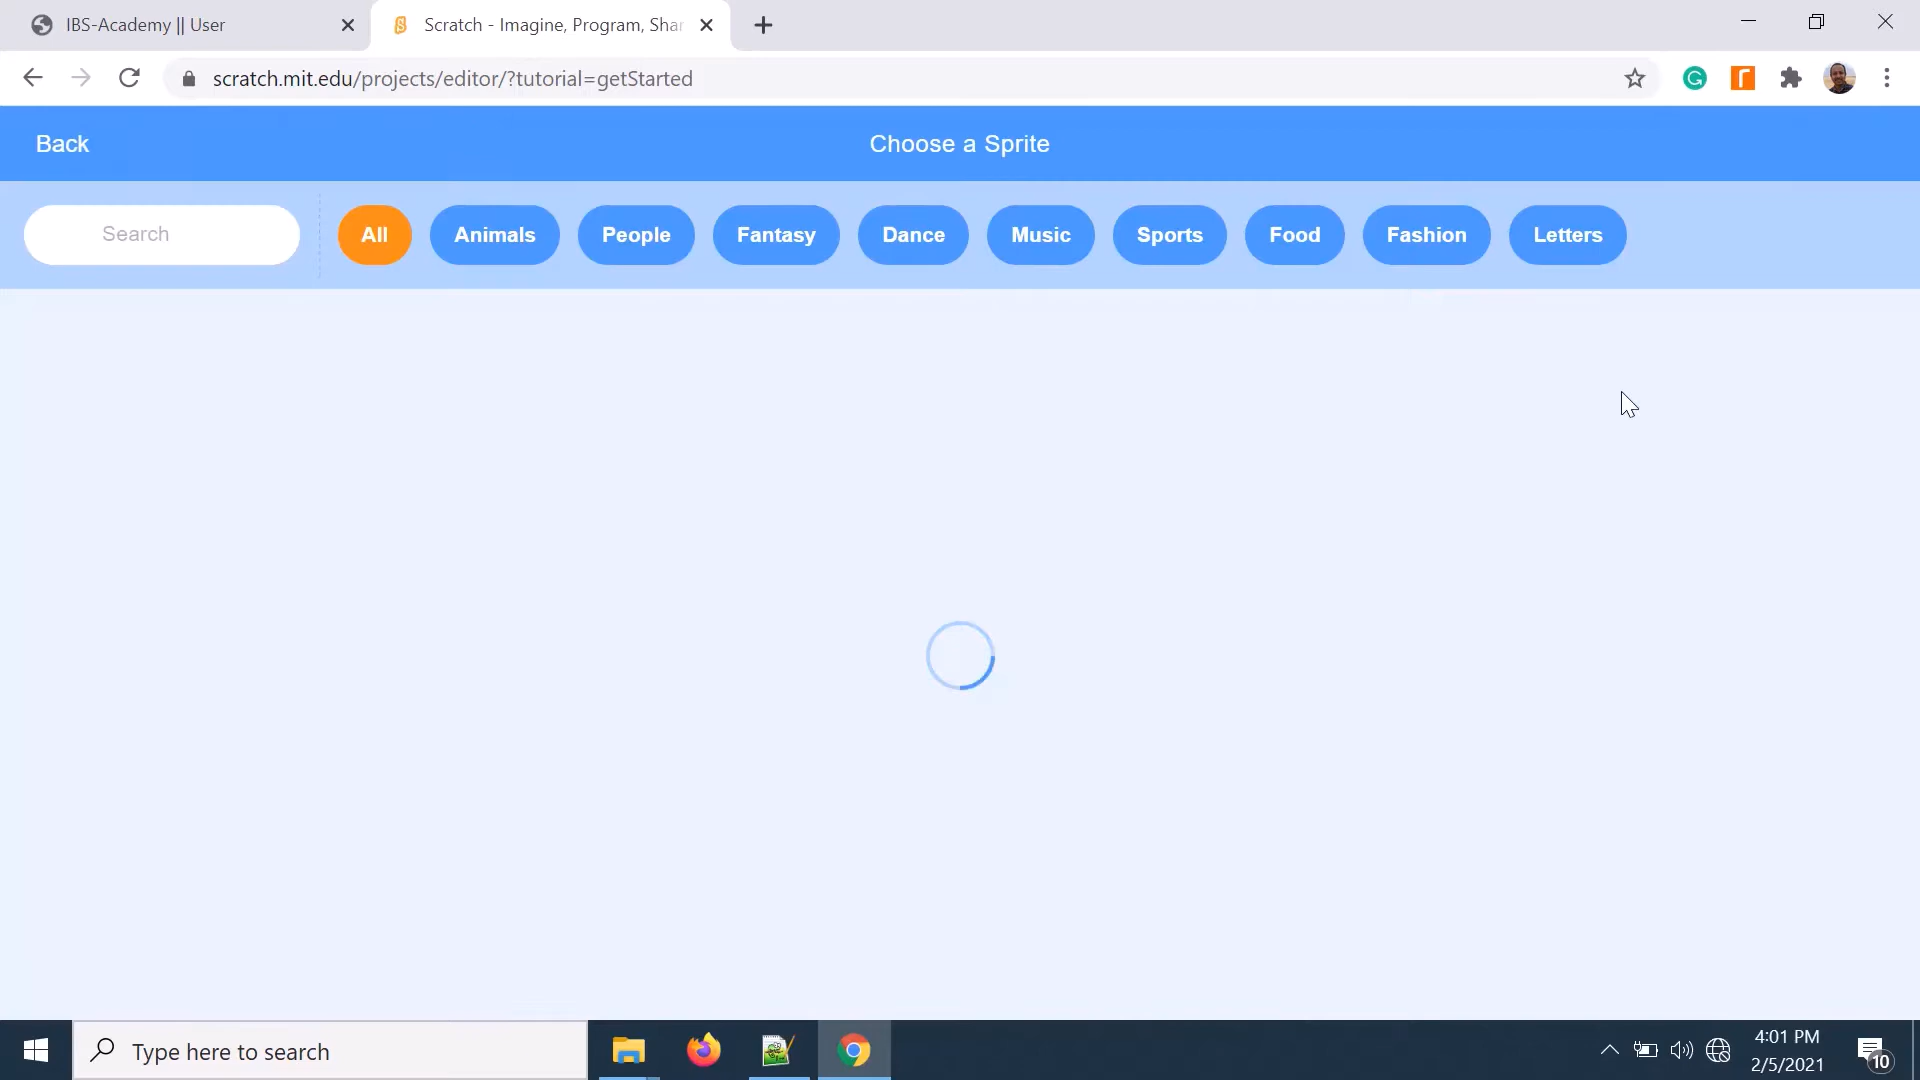 IBS-Academy || User
Scratch - Imagine, Program, Shar
scratch.mit.edu/projects/editor/?tutorial=getStarted
Back
Choose a Sprite
Search
All
Animals
People
Fantasy
Dance
Music
Sports
Food
Fashion
Letters
Type here to search
4:01 PM
2/5/2021
10